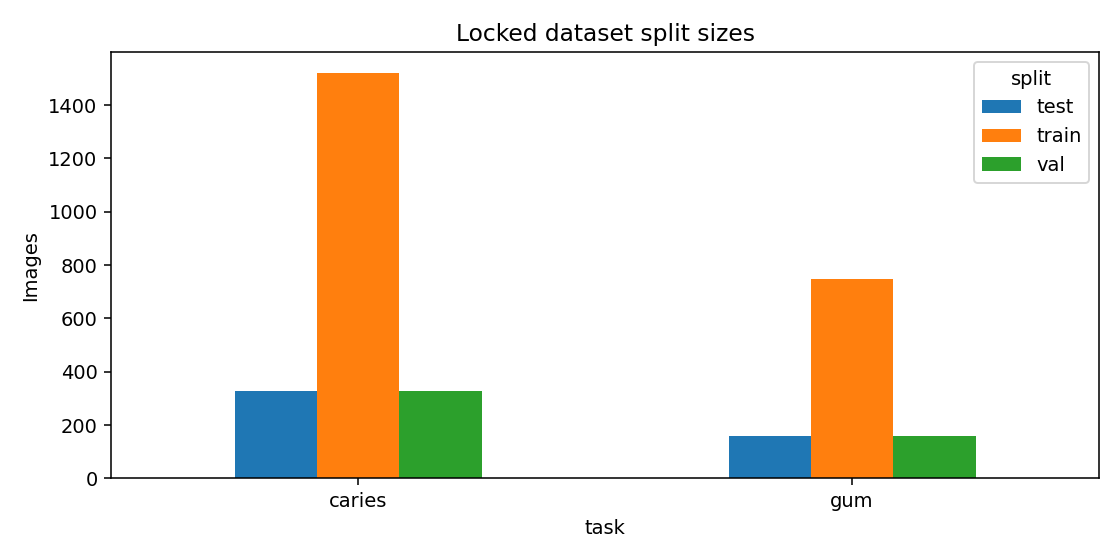 Locked dataset split sizes
split
test
train
val
1400
1200
1000
800
600
400
200
0
Images
caries
gum
task